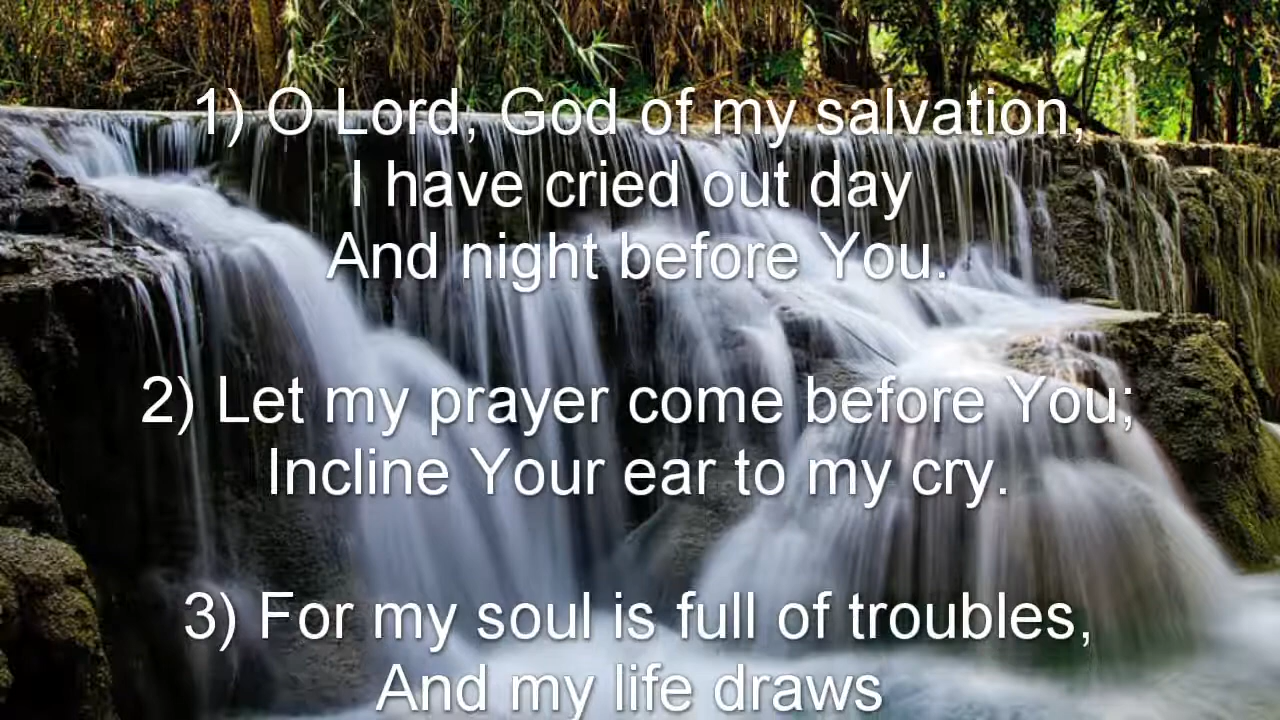 1) O Lord, God of my salvation,
I have cried out day
And night before You.
2) Let my prayer come before You;
Incline Your ear to my cry.
3) For my soul is full of troubles,
And my life draws